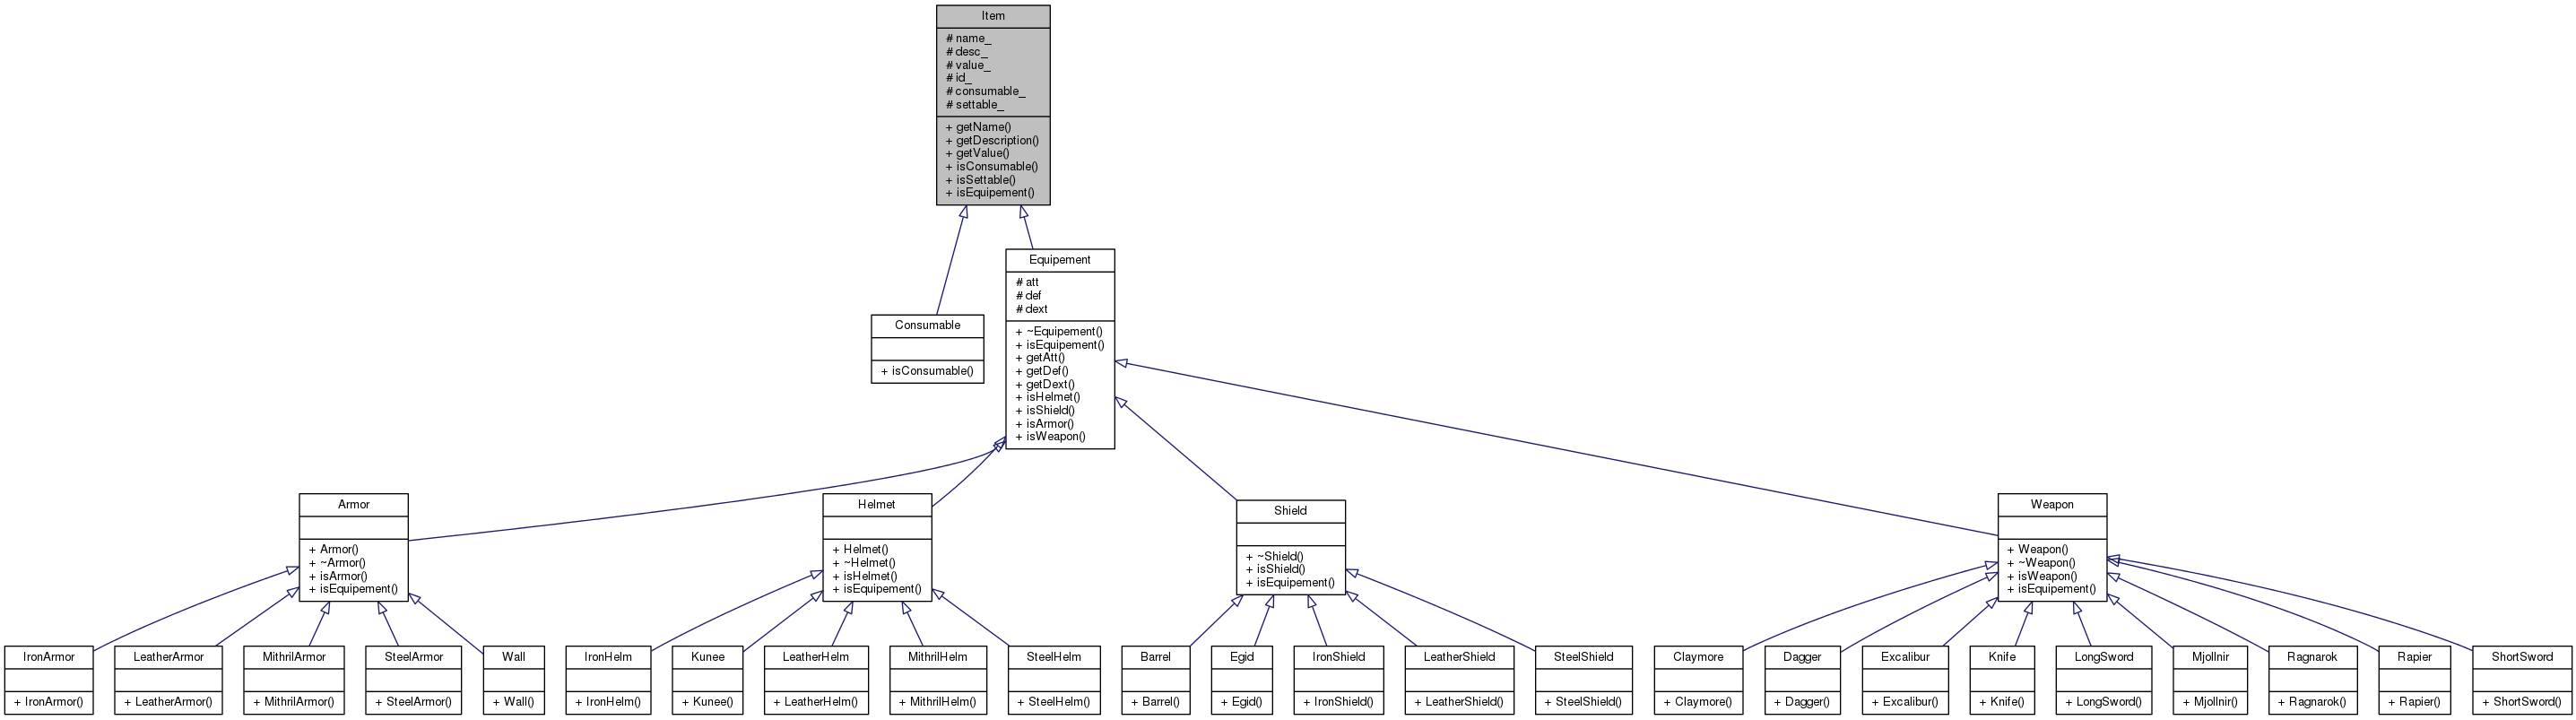 Item
# name_
# desc_
# value_
# id_
# consumable_
# settable_
+ getName()
+ getDescription()
+ getValue()
+ isConsumable()
+ isSettable()
+ isEquipement()
Equipement
# att
# def
# dext
+ ~Equipement()
+ isEquipement()
+ getAtt()
+ getDef()
+ getDext()
+ isHelmet()
+ isShield()
+ isArmor()
+ isWeapon()
Consumable
+ isConsumable()
Armor
+ Armor()
+ ~Armor()
+ isArmor()
+ isEquipement()
Helmet
+ Helmet()
+ ~Helmet()
+ isHelmet()
+ isEquipement()
Shield
+ ~Shield()
+ isShield()
+ isEquipement()
Weapon
+ Weapon()
+ ~Weapon()
+ isWeapon()
+ isEquipement()
IronArmor
+ IronArmor()
LeatherArmor
+ LeatherArmor()
MithrilArmor
+ MithrilArmor()
SteelArmor
+ SteelArmor()
Wall
+ Wall()
IronHelm
+ IronHelm()
Kunee
+ Kunee()
LeatherHelm
+ LeatherHelm()
MithrilHelm
+ MithrilHelm()
SteelHelm
+ SteelHelm()
Barrel
+ Barrel()
Egid
+ Egid()
IronShield
+ IronShield()
LeatherShield
+ LeatherShield()
SteelShield
+ SteelShield()
Claymore
+ Claymore()
Dagger
+ Dagger()
Excalibur
+ Excalibur()
Knife
+ Knife()
LongSword
+ LongSword()
Mjollnir
+ Mjollnir()
Ragnarok
+ Ragnarok()
Rapier
+ Rapier()
ShortSword
+ ShortSword()